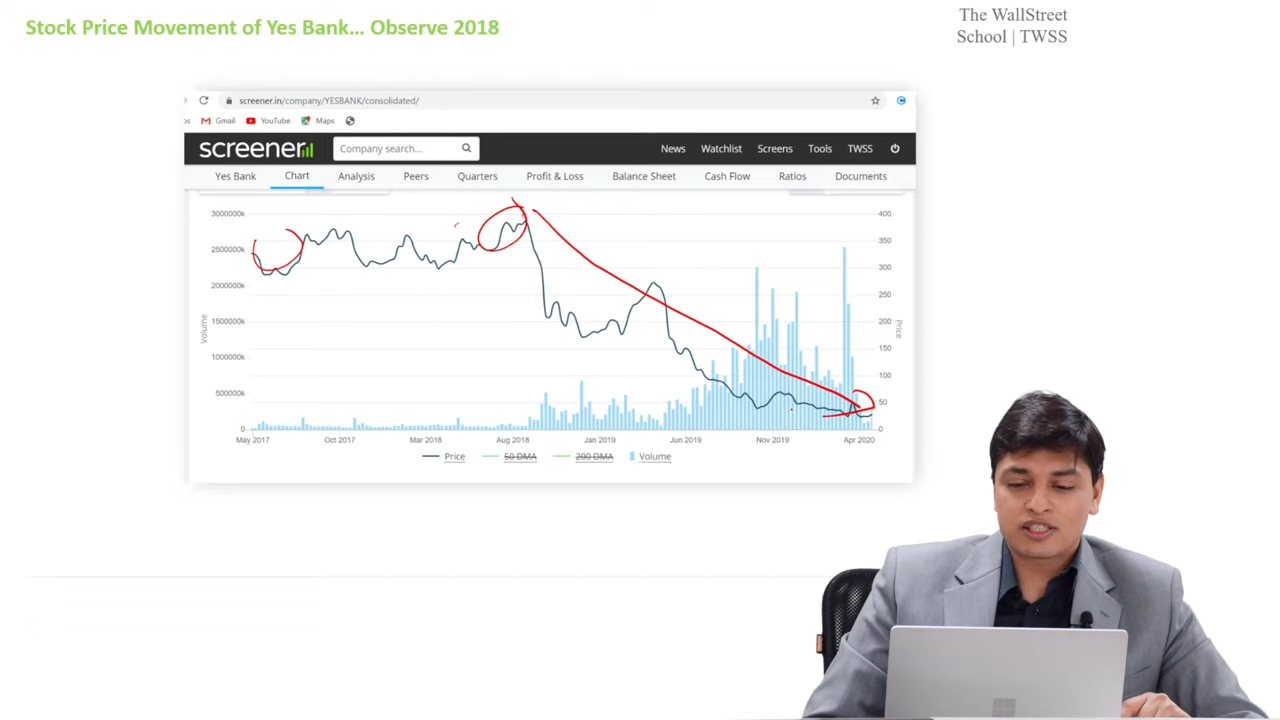 Stock Price Movement of Yes Bank... Observe 2018
The WallStreet
School | TWSS
screener.in/company/YESBANK/consolidated/
ps Gmail YouTube Maps
screener Company search... News Watchlist Screens Tools TWSS
Yes Bank Chart Analysis Peers Quarters Profit & Loss Balance Sheet Cash Flow Ratios Documents
3000000k 400
2500000k 350
300
2000000k 250
1500000k 200
Volume Price
150
1000000k 100
500000k 50
0 0
May 2017 Oct 2017 Mar 2018 Aug 2018 Jan 2019 Jun 2019 Nov 2019 Apr 2020
Price 50 DMA 200 DMA Volume